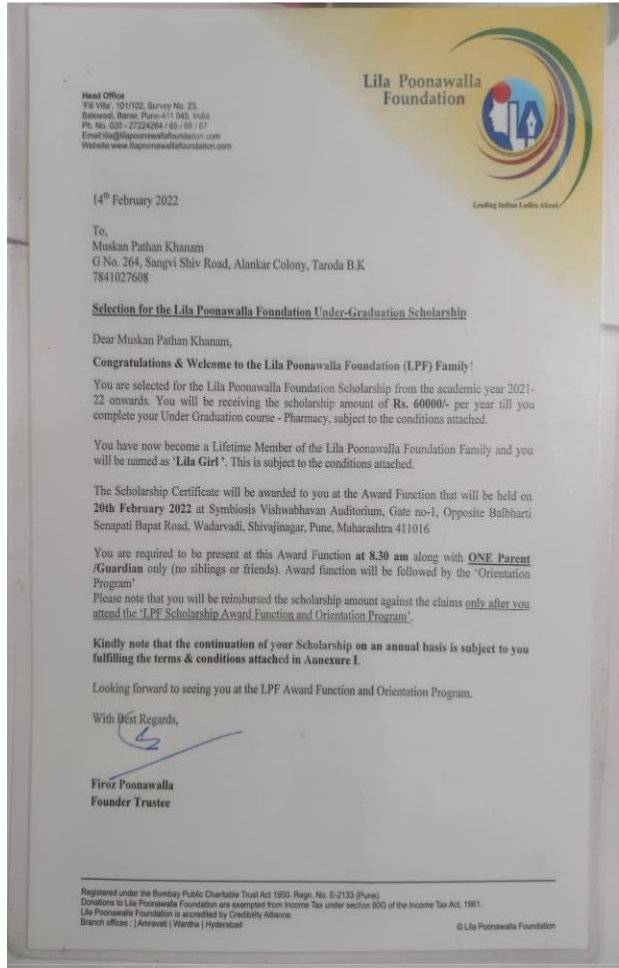 Lila Poonawalla
Foundation
Leading Indian Ladies Ahead
Head Office
'Fili Villa', 101/102, Survey No. 23,
Balewadi, Baner, Pune-411 045, India
Ph. No. 020 - 27224264 / 65 / 66 / 67
Email:lila@lilapoonawallafoundation.com
Website:www.lilapoonawallafoundation.com
14th February 2022
To,
Muskan Pathan Khanam
G No. 264, Sangvi Shiv Road, Alankar Colony, Taroda B.K
7841027608
Selection for the Lila Poonawalla Foundation Under-Graduation Scholarship
Dear Muskan Pathan Khanam,
Congratulations & Welcome to the Lila Poonawalla Foundation (LPF) Family!
You are selected for the Lila Poonawalla Foundation Scholarship from the academic year 2021-
22 onwards. You will be receiving the scholarship amount of Rs. 60000/- per year till you
complete your Under Graduation course - Pharmacy, subject to the conditions attached.
You have now become a Lifetime Member of the Lila Poonawalla Foundation Family and you
will be named as 'Lila Girl '. This is subject to the conditions attached.
The Scholarship Certificate will be awarded to you at the Award Function that will be held on
20th February 2022 at Symbiosis Vishwabhavan Auditorium, Gate no-1, Opposite Balbharti
Senapati Bapat Road, Wadarvadi, Shivajinagar, Pune, Maharashtra 411016
You are required to be present at this Award Function at 8.30 am along with ONE Parent
/Guardian only (no siblings or friends). Award function will be followed by the 'Orientation
Program'
Please note that you will be reimbursed the scholarship amount against the claims only after you
attend the 'LPF Scholarship Award Function and Orientation Program'.
Kindly note that the continuation of your Scholarship on an annual basis is subject to you
fulfilling the terms & conditions attached in Annexure I.
Looking forward to seeing you at the LPF Award Function and Orientation Program.
With Best Regards,
Firoz Poonawalla
Founder Trustee
Registered under the Bombay Public Charitable Trust Act 1950. Regn. No. E-2133 (Pune).
Donations to Lila Poonawalla Foundation are exempted from Income Tax under section 80G of the Income Tax Act, 1961.
Lila Poonawalla Foundation is accredited by Credibility Alliance.
Branch offices : | Amravati | Wardha | Hyderabad
© Lila Poonawalla Foundation